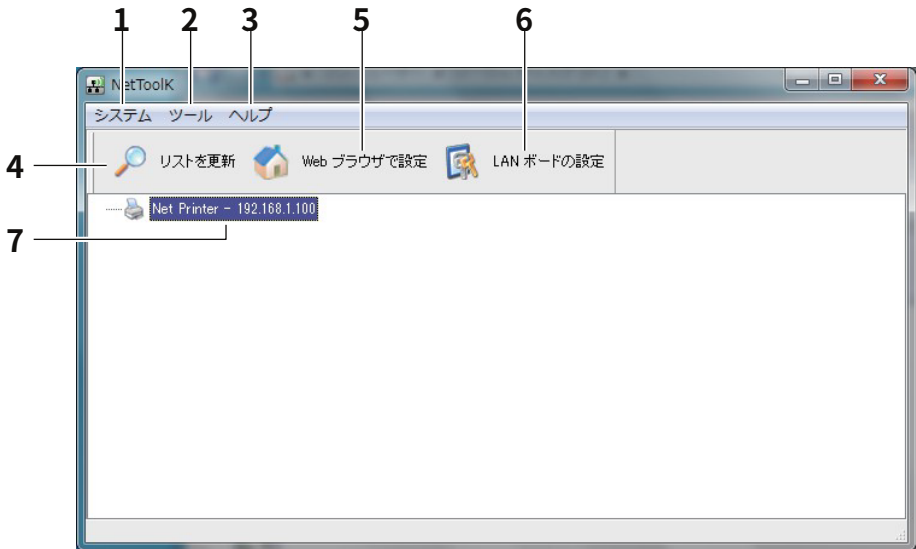 1 2 3 5 6
NetToolK
システム ツール ヘルプ
4 リストを更新 Web ブラウザで設定 LAN ボードの設定
Net Printer - 192.168.1.100
7